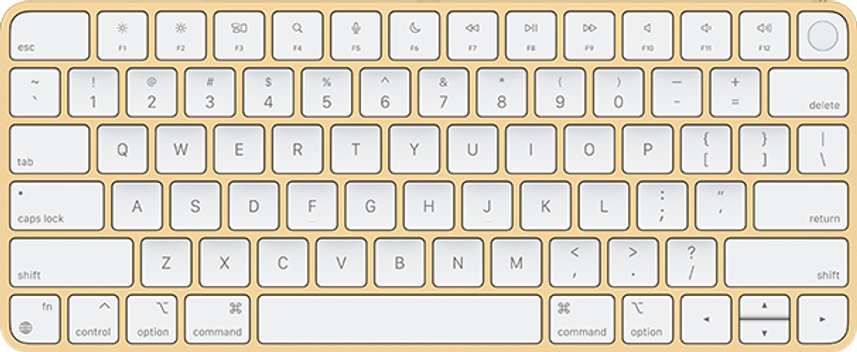 esc F1 F2 F3 F4 F5 F6 F7 F8 F9 F10 F11 F12
~ ! @ # $ % ^ & * ( ) — +
` 1 2 3 4 5 6 7 8 9 0 - = delete
tab Q W E R T Y U I O P { } |
[ ] \
caps lock A S D F G H J K L : " return
; '
shift Z X C V B N M < > ? shift
, . /
fn ^ ⌥ ⌘ ⌘ ⌥ ◂ ▴ ▸
control option command command option ▾